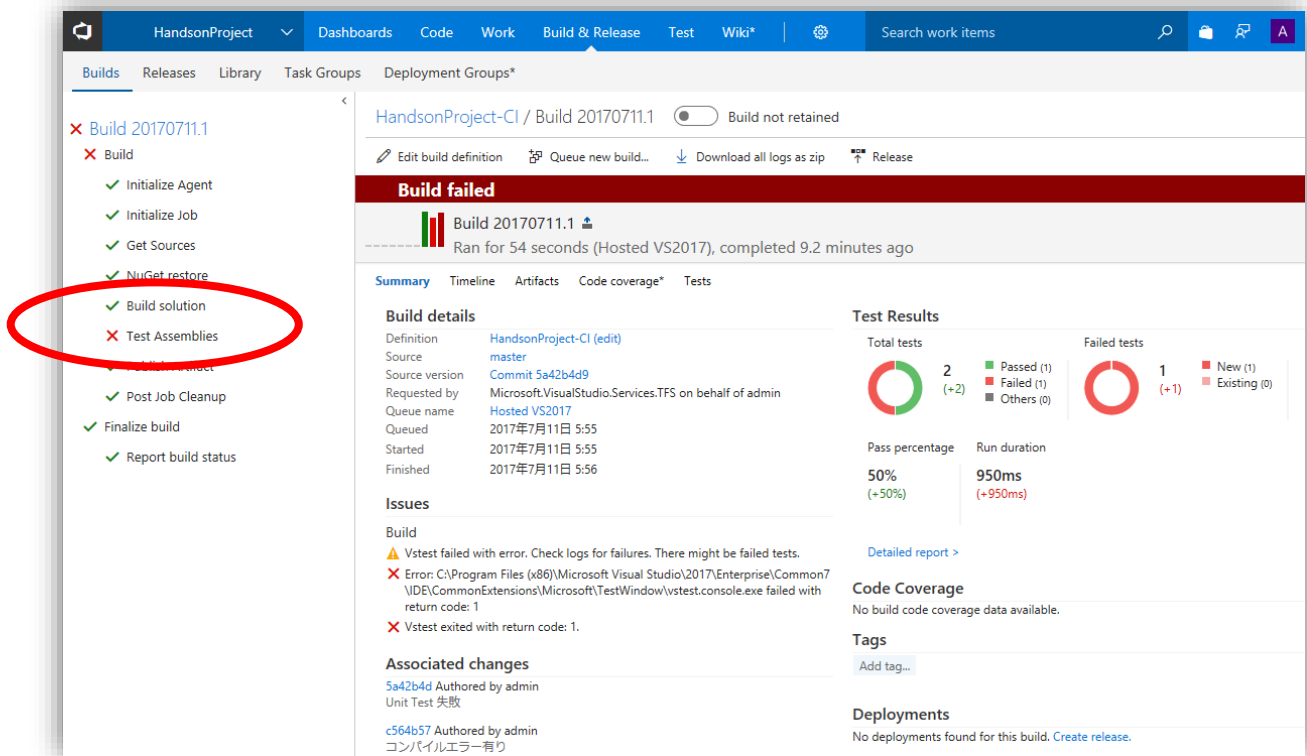 HandsonProject
Dashboards Code Work Build & Release Test Wiki* Search work items A
Builds Releases Library Task Groups Deployment Groups*
Build 20170711.1
Build
Initialize Agent
Initialize Job
Get Sources
NuGet restore
Build solution
Test Assemblies
Publish Artifact
Post Job Cleanup
Finalize build
Report build status
HandsonProject-CI / Build 20170711.1 Build not retained
Edit build definition Queue new build... Download all logs as zip Release
Build failed
Build 20170711.1
Ran for 54 seconds (Hosted VS2017), completed 9.2 minutes ago
Summary Timeline Artifacts Code coverage* Tests
Build details
Definition HandsonProject-CI (edit)
Source master
Source version Commit 5a42b4d9
Requested by Microsoft.VisualStudio.Services.TFS on behalf of admin
Queue name Hosted VS2017
Queued 2017年7月11日 5:55
Started 2017年7月11日 5:55
Finished 2017年7月11日 5:56
Issues
Build
Vstest failed with error. Check logs for failures. There might be failed tests.
Error: C:\Program Files (x86)\Microsoft Visual Studio\2017\Enterprise\Common7
\IDE\CommonExtensions\Microsoft\TestWindow\vstest.console.exe failed with
return code: 1
Vstest exited with return code: 1.
Associated changes
5a42b4d Authored by admin
Unit Test 失敗
c564b57 Authored by admin
コンパイルエラー有り
Test Results
Total tests Failed tests
2 Passed (1) 1 New (1)
(+2) Failed (1) (+1) Existing (0)
Others (0)
Pass percentage Run duration
50% 950ms
(+50%) (+950ms)
Detailed report >
Code Coverage
No build code coverage data available.
Tags
Add tag...
Deployments
No deployments found for this build. Create release.